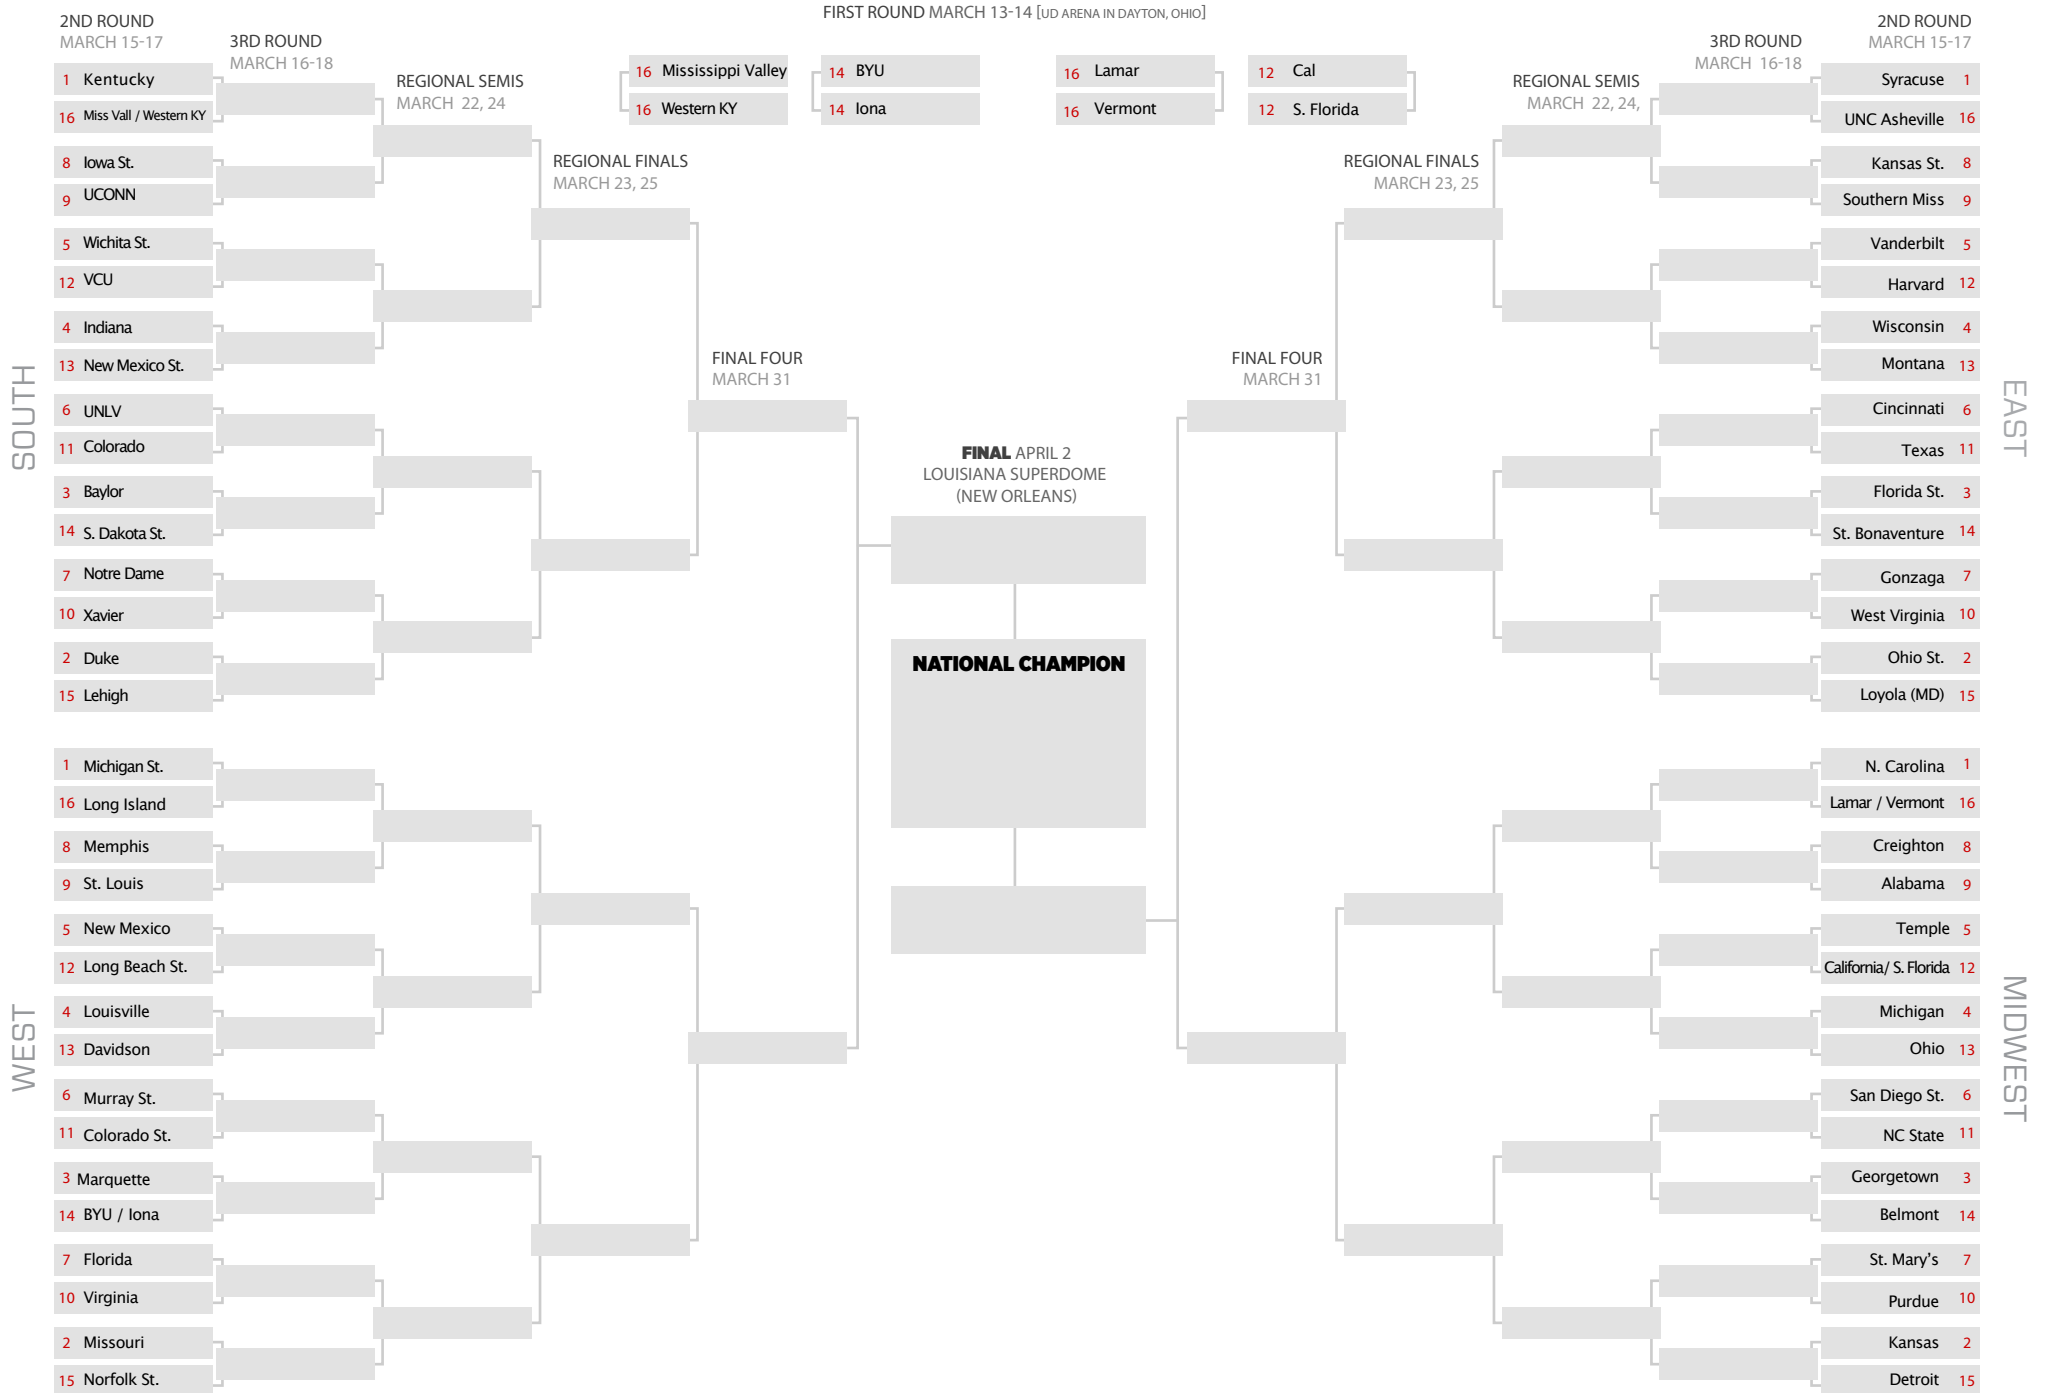 FIRST ROUND MARCH 13-14 [UD ARENA IN DAYTON, OHIO]
16 Mississippi Valley
16 Western KY
14 BYU
14 Iona
16 Lamar
16 Vermont
12 Cal
12 S. Florida
2ND ROUND
MARCH 15-17
3RD ROUND
MARCH 16-18
REGIONAL SEMIS
MARCH 22, 24
REGIONAL FINALS
MARCH 23, 25
FINAL FOUR
MARCH 31
SOUTH
1 Kentucky
16 Miss Vall / Western KY
8 Iowa St.
9 UCONN
5 Wichita St.
12 VCU
4 Indiana
13 New Mexico St.
6 UNLV
11 Colorado
3 Baylor
14 S. Dakota St.
7 Notre Dame
10 Xavier
2 Duke
15 Lehigh
WEST
1 Michigan St.
16 Long Island
8 Memphis
9 St. Louis
5 New Mexico
12 Long Beach St.
4 Louisville
13 Davidson
6 Murray St.
11 Colorado St.
3 Marquette
14 BYU / Iona
7 Florida
10 Virginia
2 Missouri
15 Norfolk St.
FINAL APRIL 2
LOUISIANA SUPERDOME
(NEW ORLEANS)
NATIONAL CHAMPION
FINAL FOUR
MARCH 31
REGIONAL FINALS
MARCH 23, 25
REGIONAL SEMIS
MARCH 22, 24,
3RD ROUND
MARCH 16-18
2ND ROUND
MARCH 15-17
EAST
Syracuse 1
UNC Asheville 16
Kansas St. 8
Southern Miss 9
Vanderbilt 5
Harvard 12
Wisconsin 4
Montana 13
Cincinnati 6
Texas 11
Florida St. 3
St. Bonaventure 14
Gonzaga 7
West Virginia 10
Ohio St. 2
Loyola (MD) 15
MIDWEST
N. Carolina 1
Lamar / Vermont 16
Creighton 8
Alabama 9
Temple 5
California/ S. Florida 12
Michigan 4
Ohio 13
San Diego St. 6
NC State 11
Georgetown 3
Belmont 14
St. Mary's 7
Purdue 10
Kansas 2
Detroit 15